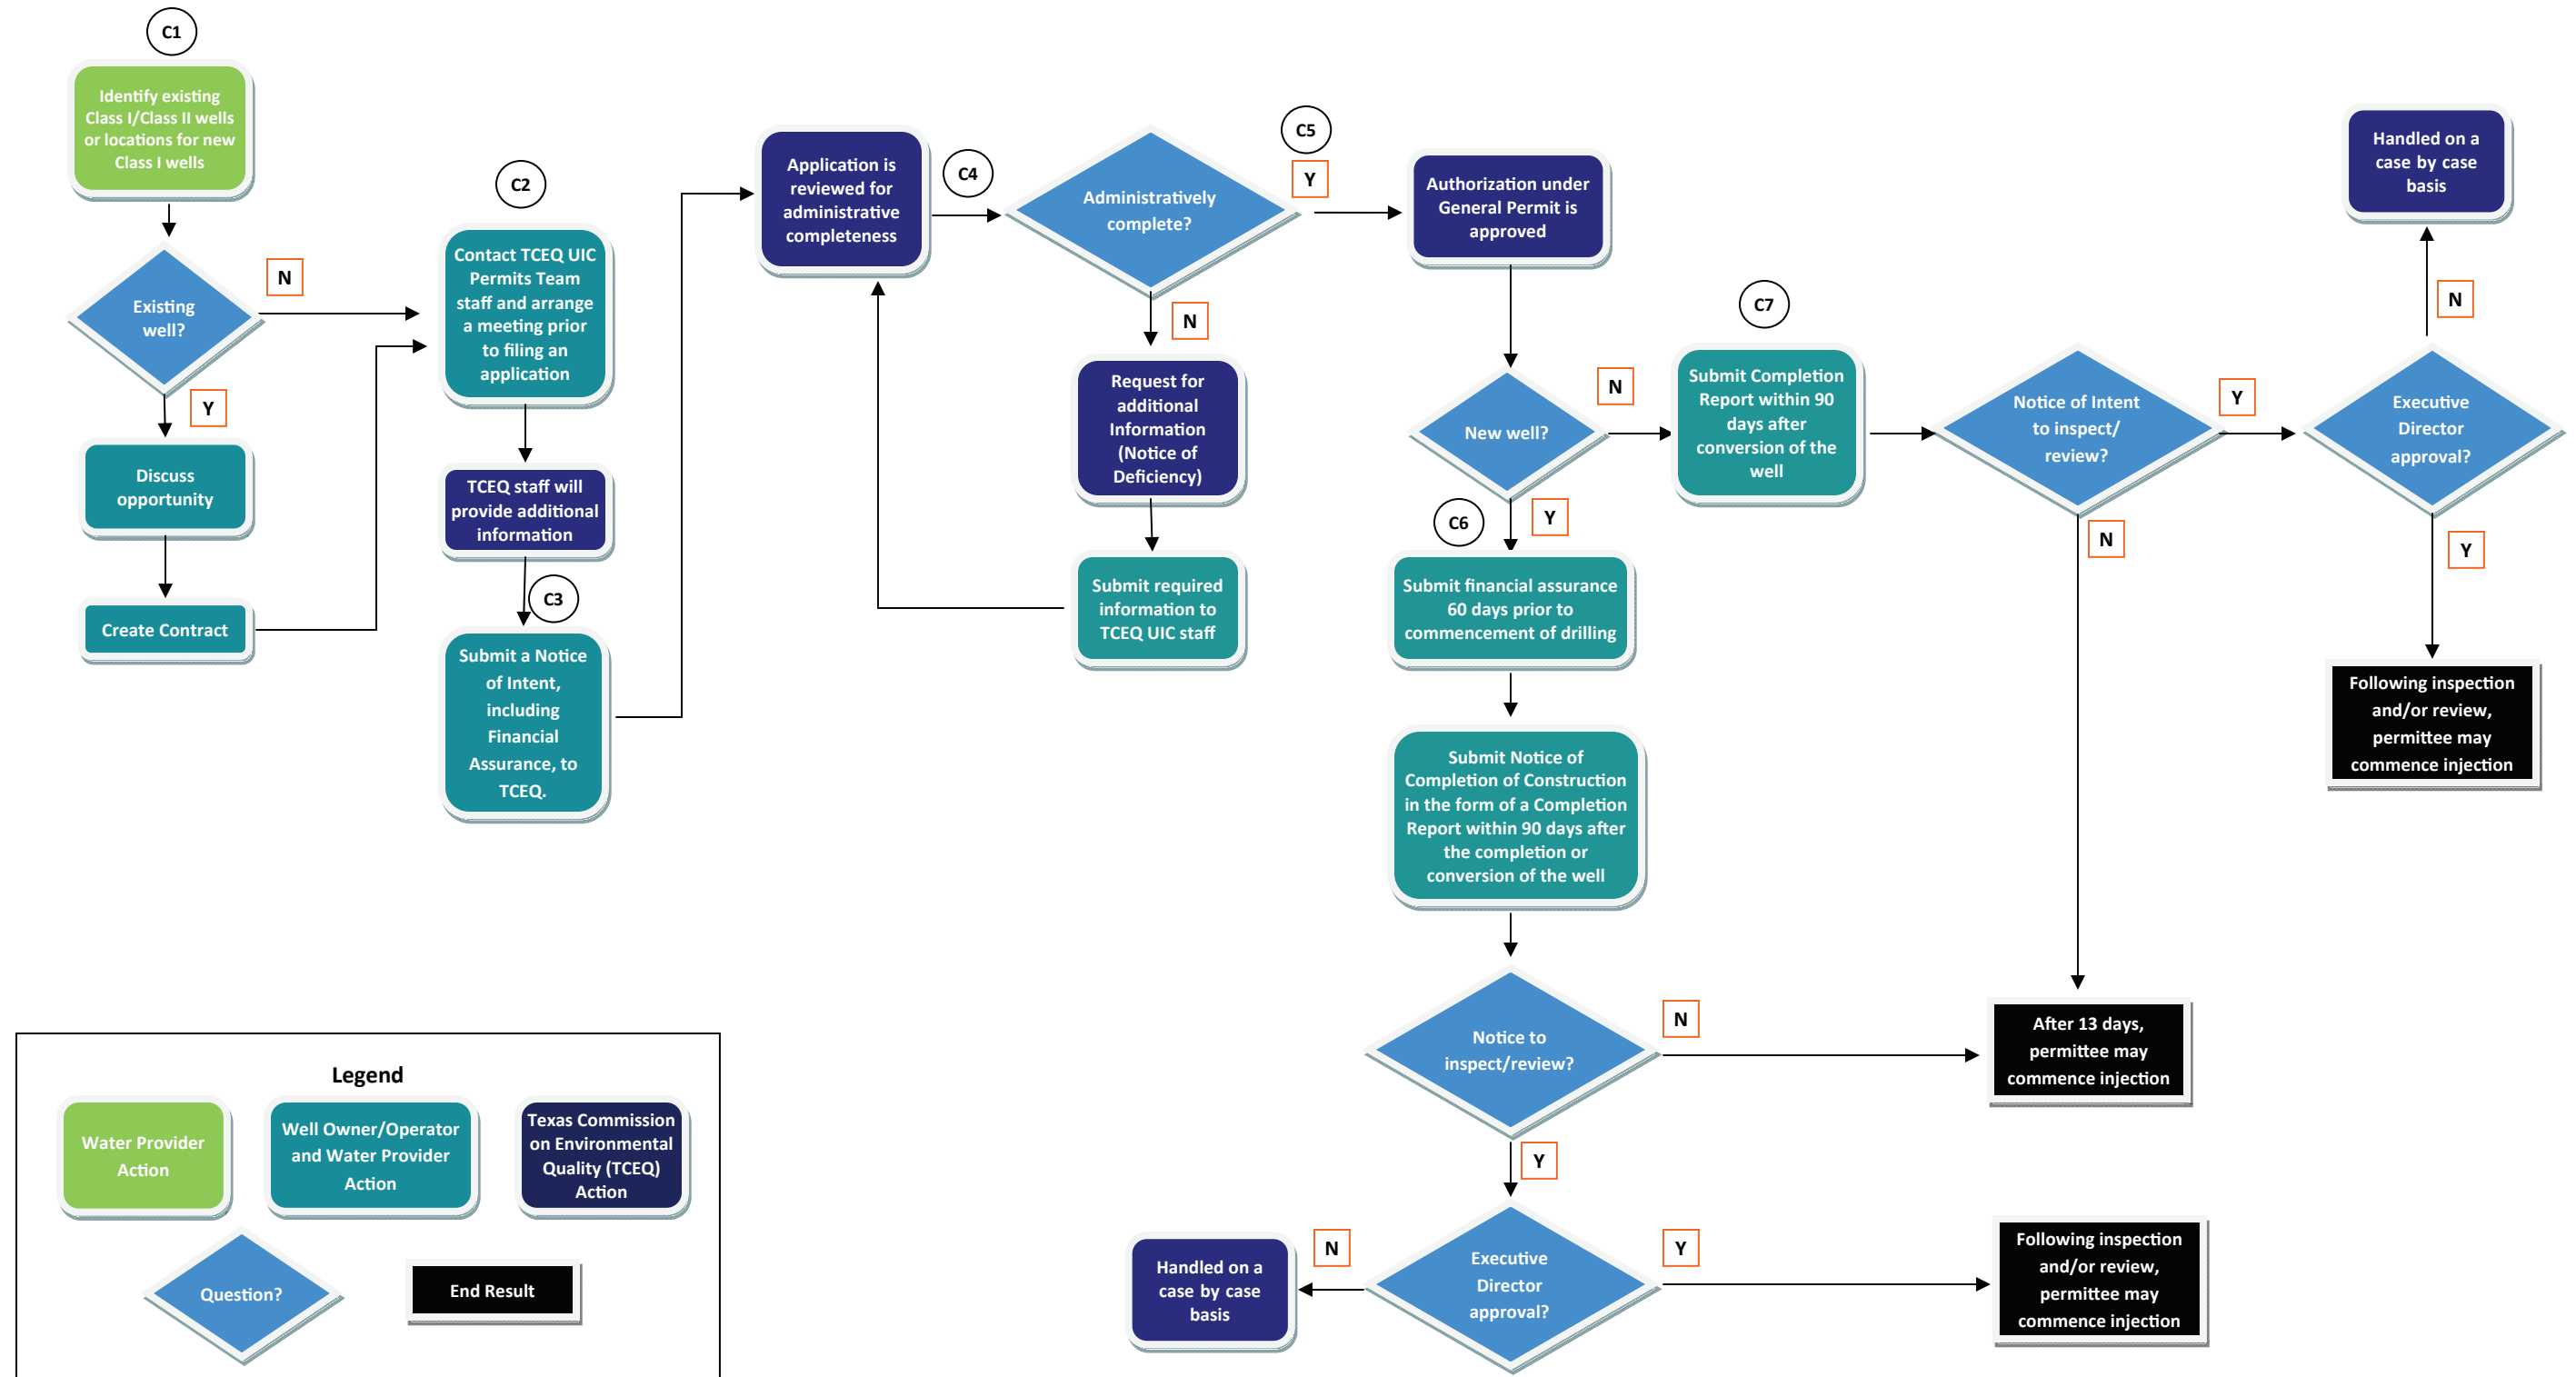 C1
Identify existing
Class I/Class II wells
or locations for new
Class I wells
Existing
well?
N
Y
Discuss
opportunity
Create Contract
C2
Contact TCEQ UIC
Permits Team
staff and arrange
a meeting prior
to filing an
application
TCEQ staff will
provide additional
information
C3
Submit a Notice
of Intent,
including
Financial
Assurance, to
TCEQ.
Application is
reviewed for
administrative
completeness
C4
Administratively
complete?
C5
Y
N
Request for
additional
Information
(Notice of
Deficiency)
Submit required
information to
TCEQ UIC staff
Authorization under
General Permit is
approved
New well?
N
Y
C6
Submit financial assurance
60 days prior to
commencement of drilling
Submit Notice of
Completion of Construction
in the form of a Completion
Report within 90 days after
the completion or
conversion of the well
Notice to
inspect/review?
N
Y
Executive
Director
approval?
N
Handled on a
case by case
basis
Y
Following inspection
and/or review,
permittee may
commence injection
C7
Submit Completion
Report within 90
days after
conversion of the
well
Notice of Intent
to inspect/
review?
Y
N
After 13 days,
permittee may
commence injection
Executive
Director
approval?
N
Handled on a
case by case
basis
Y
Following inspection
and/or review,
permittee may
commence injection
Legend
Water Provider
Action
Well Owner/Operator
and Water Provider
Action
Texas Commission
on Environmental
Quality (TCEQ)
Action
Question?
End Result